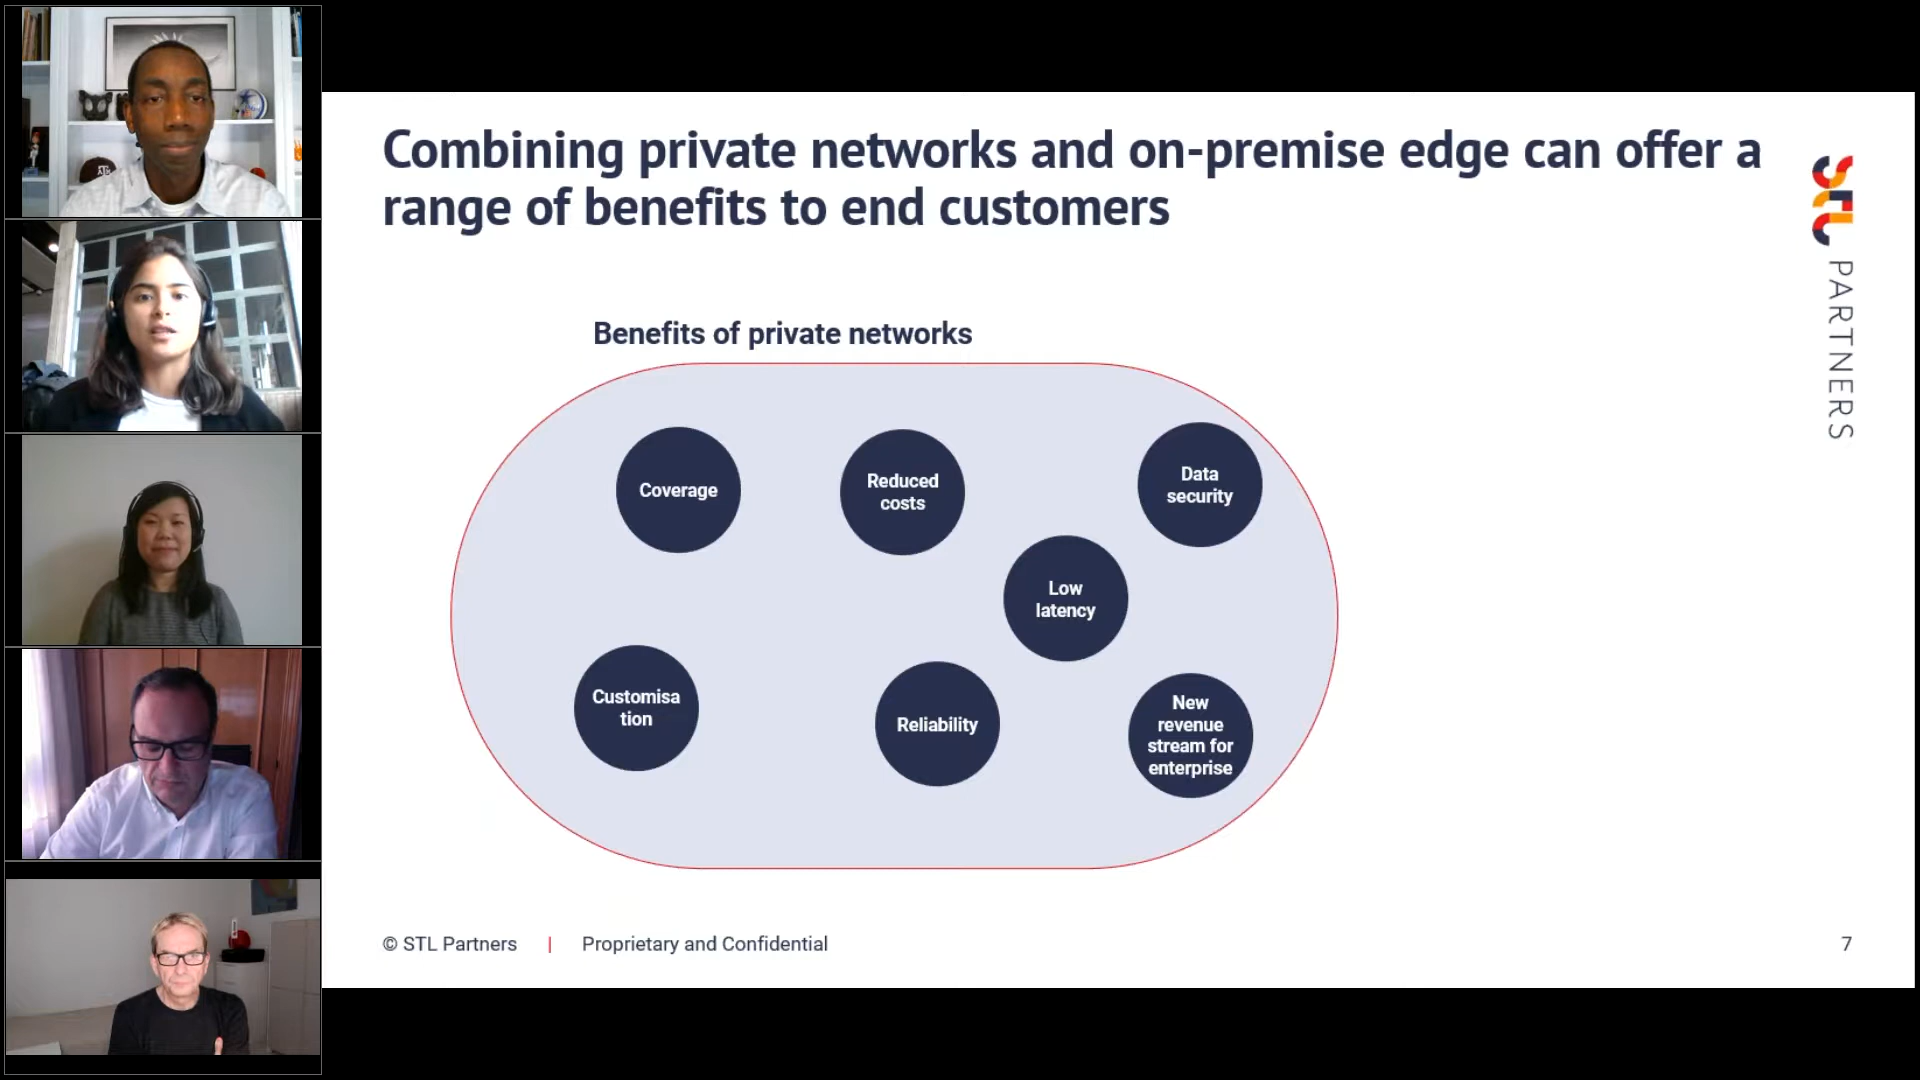 Combining private networks and on-premise edge can offer a
range of benefits to end customers
STL PARTNERS
Benefits of private networks
Coverage
Reduced
costs
Data
security
Low
latency
Customisa
tion
Reliability
New
revenue
stream for
enterprise
© STL Partners | Proprietary and Confidential
7